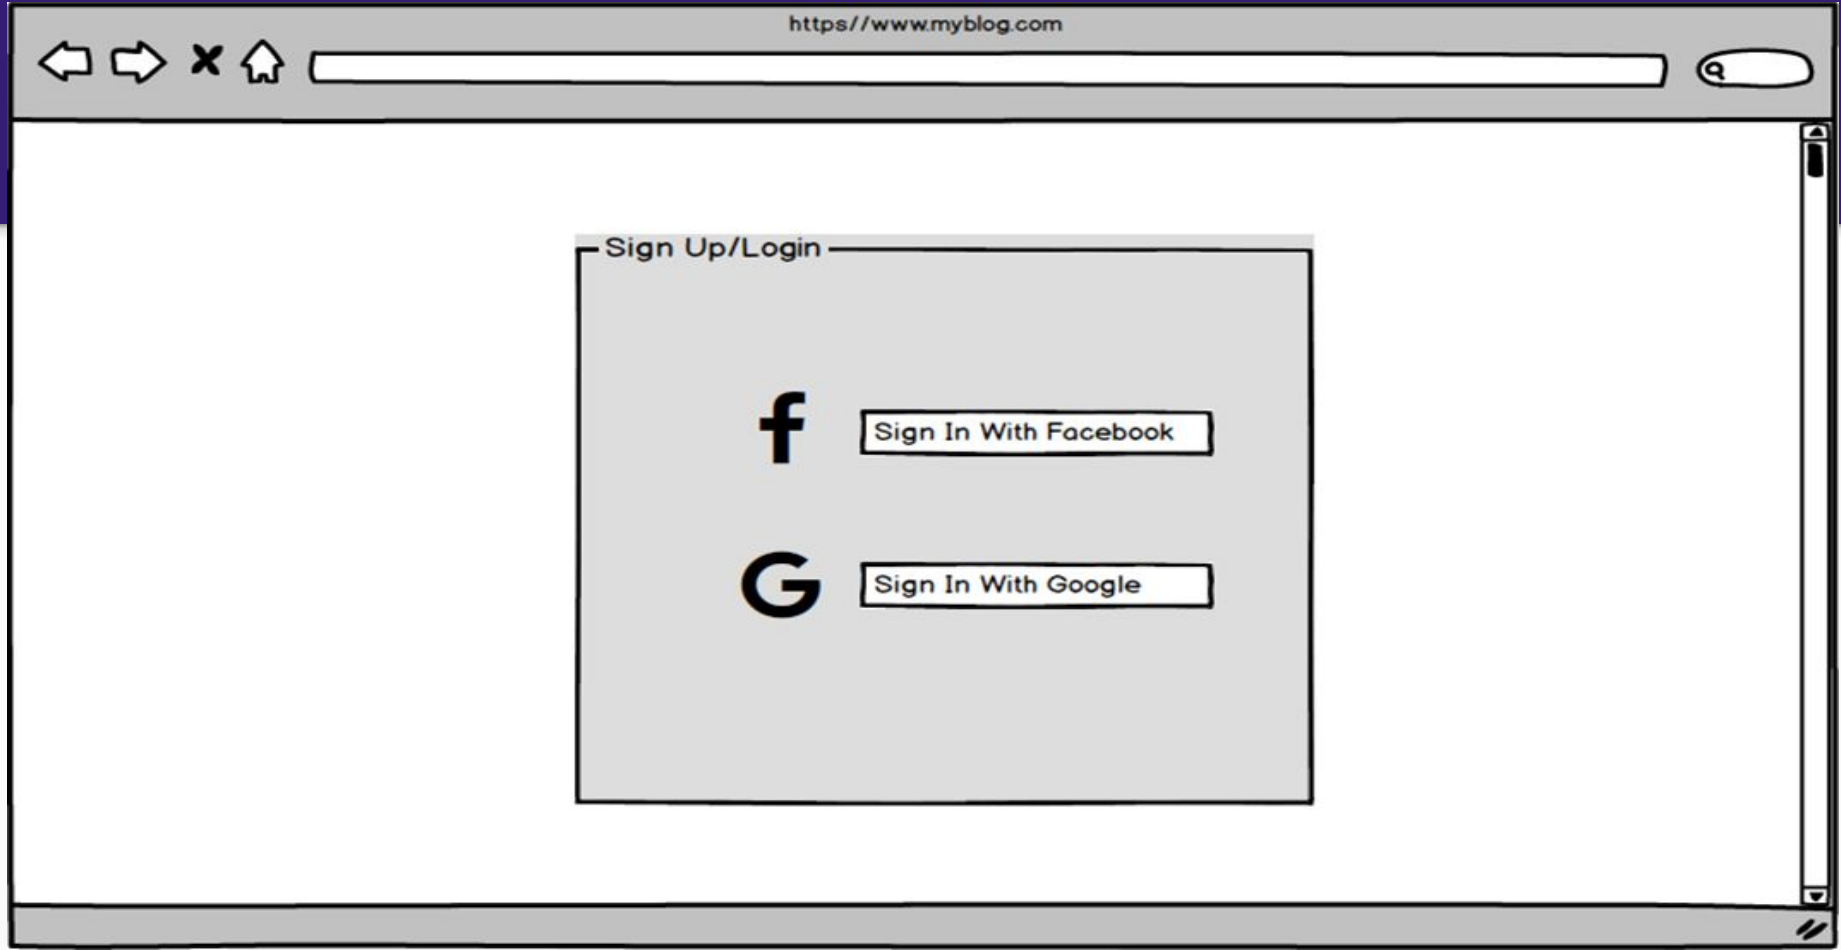 https//www.myblog.com
Sign Up/Login
f
Sign In With Facebook
G
Sign In With Google